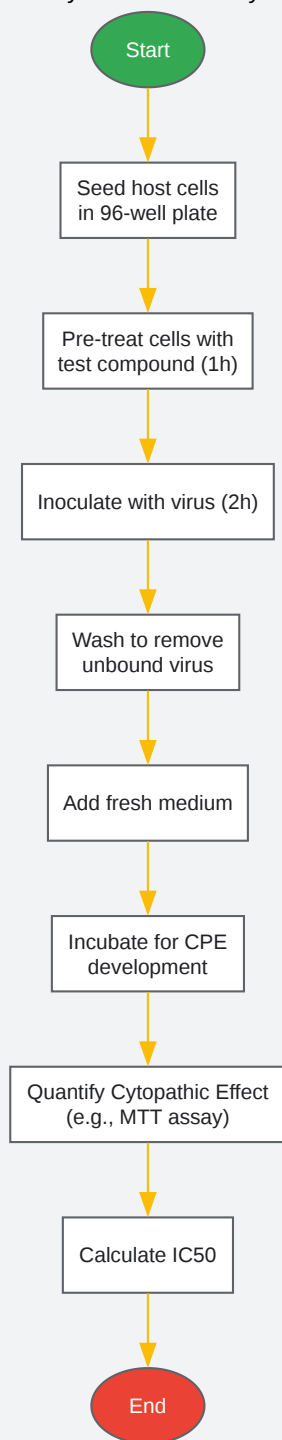 Start
Seed host cells
in 96-well plate
Pre-treat cells with
test compound (1h)
Inoculate with virus (2h)
Wash to remove
unbound virus
Add fresh medium
Incubate for CPE
development
Quantify Cytopathic Effect
(e.g., MTT assay)
Calculate IC50
End